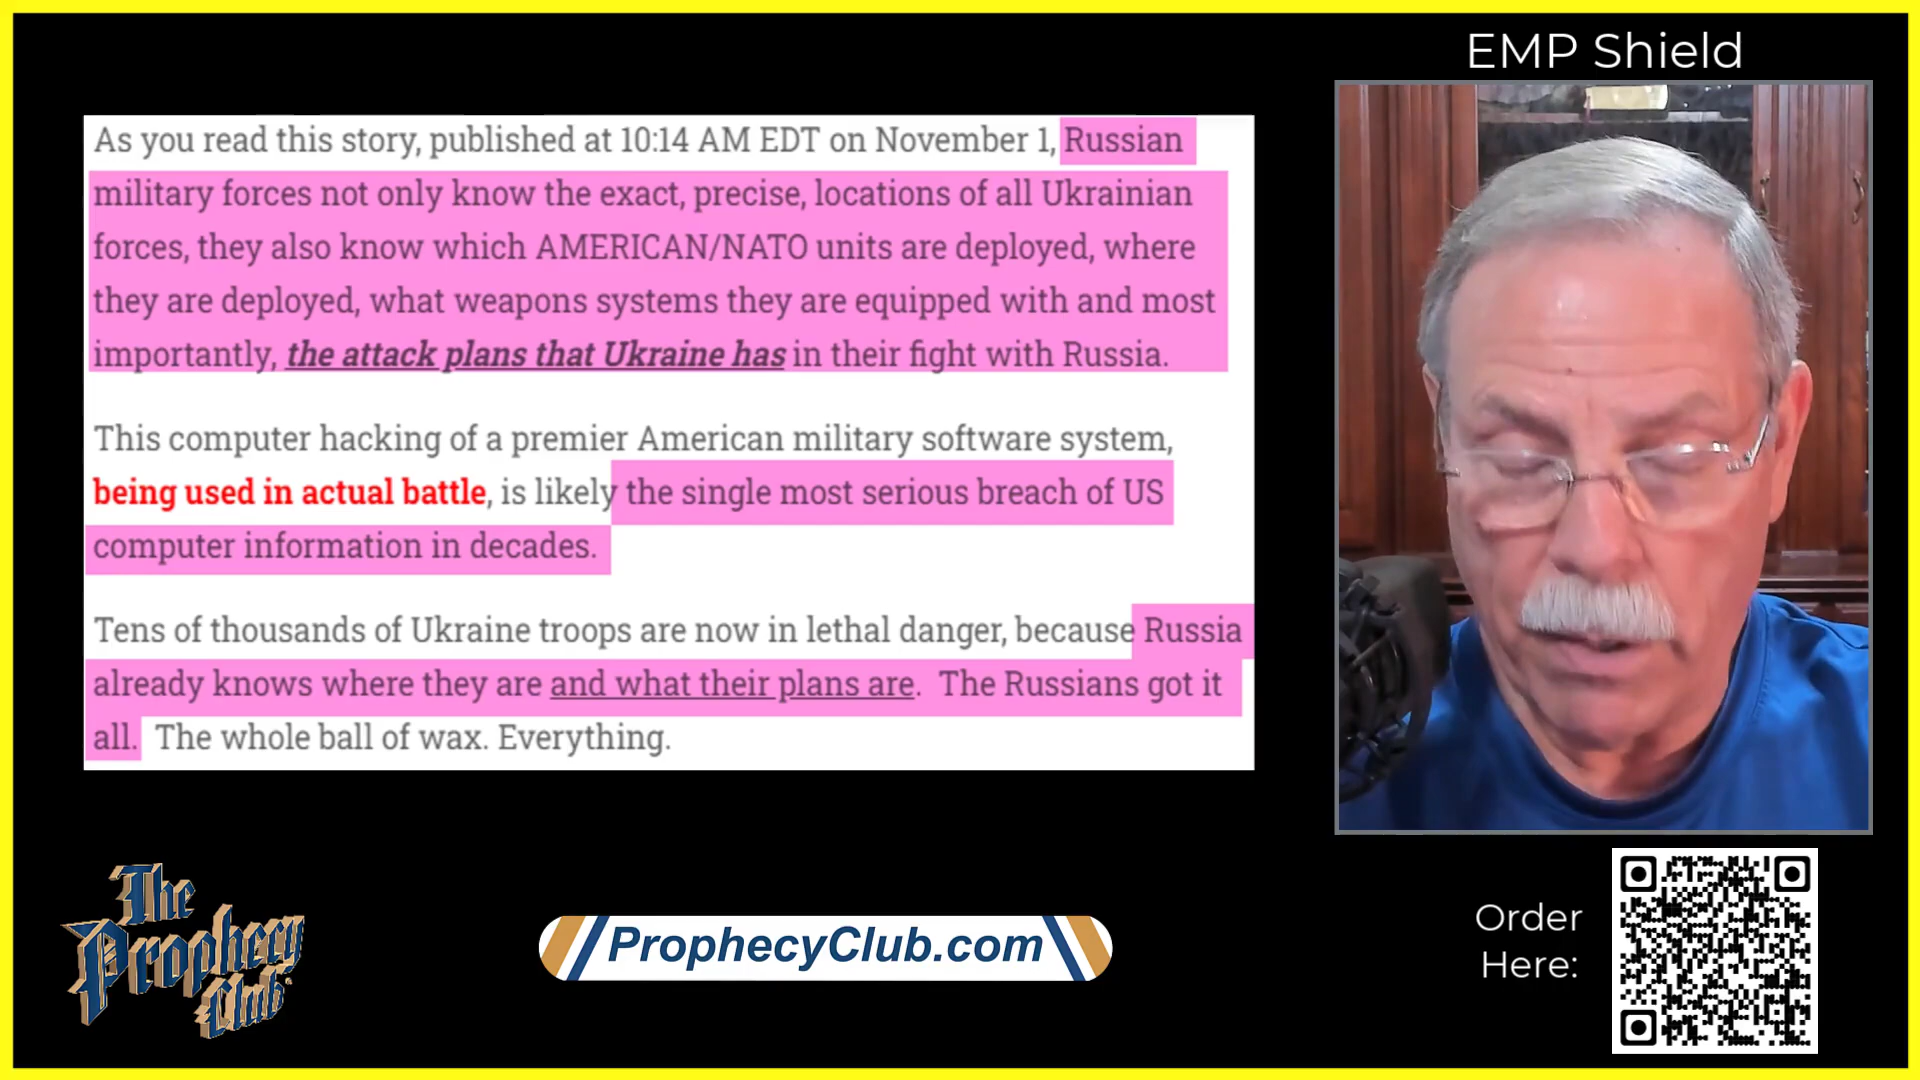 EMP Shield
As you read this story, published at 10:14 AM EDT on November 1, Russian
military forces not only know the exact, precise, locations of all Ukrainian
forces, they also know which AMERICAN/NATO units are deployed, where
they are deployed, what weapons systems they are equipped with and most
importantly, the attack plans that Ukraine has in their fight with Russia.
This computer hacking of a premier American military software system,
being used in actual battle, is likely the single most serious breach of US
computer information in decades.
Tens of thousands of Ukraine troops are now in lethal danger, because Russia
already knows where they are and what their plans are. The Russians got it
all. The whole ball of wax. Everything.
The
Prophecy
Club
ProphecyClub.com
Order
Here: